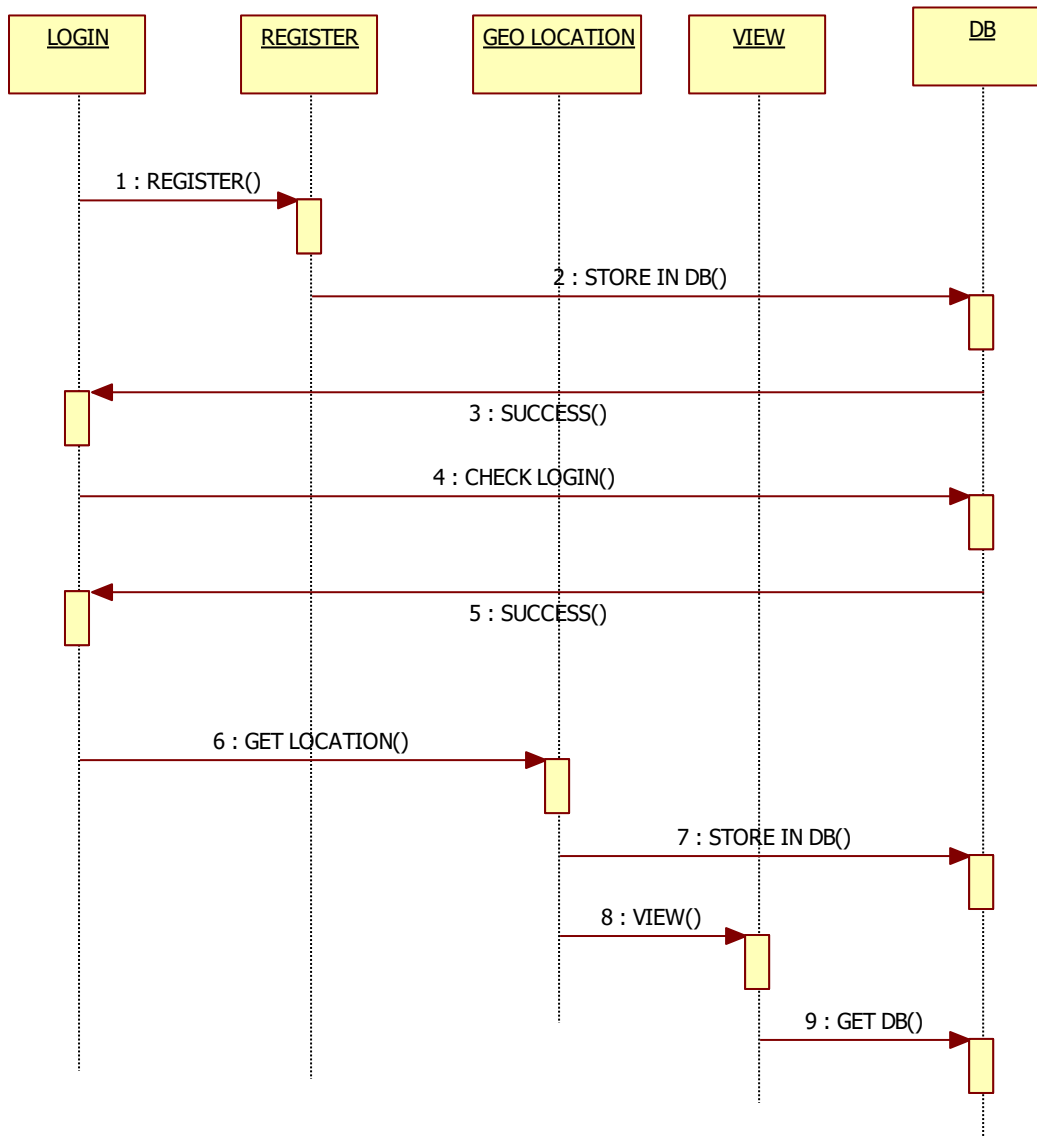 LOGIN
REGISTER
GEO LOCATION
VIEW
DB
1 : REGISTER()
2 : STORE IN DB()
3 : SUCCESS()
4 : CHECK LOGIN()
5 : SUCCESS()
6 : GET LOCATION()
7 : STORE IN DB()
8 : VIEW()
9 : GET DB()